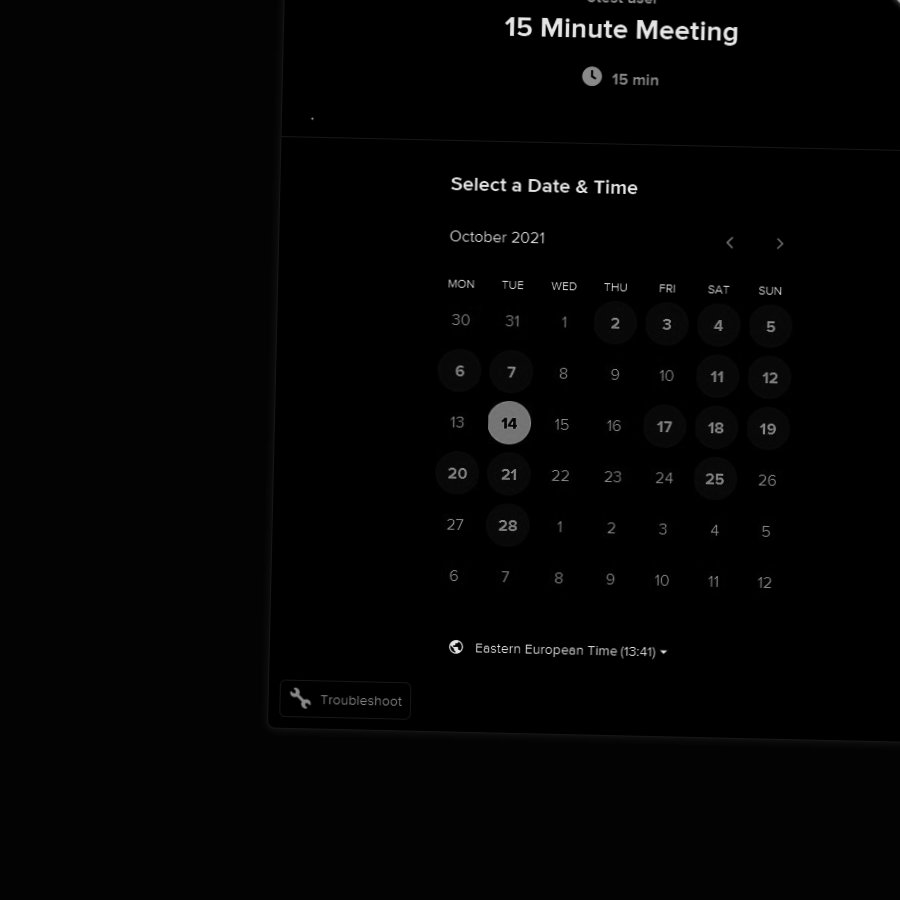 15 Minute Meeting
15 min
Select a Date & Time
October 2021
MON TUE WED THU FRI SAT SUN
30 31 1 2 3 4 5
6 7 8 9 10 11 12
13 14 15 16 17 18 19
20 21 22 23 24 25 26
27 28 1 2 3 4 5
6 7 8 9 10 11 12
Eastern European Time (13:41)
Troubleshoot